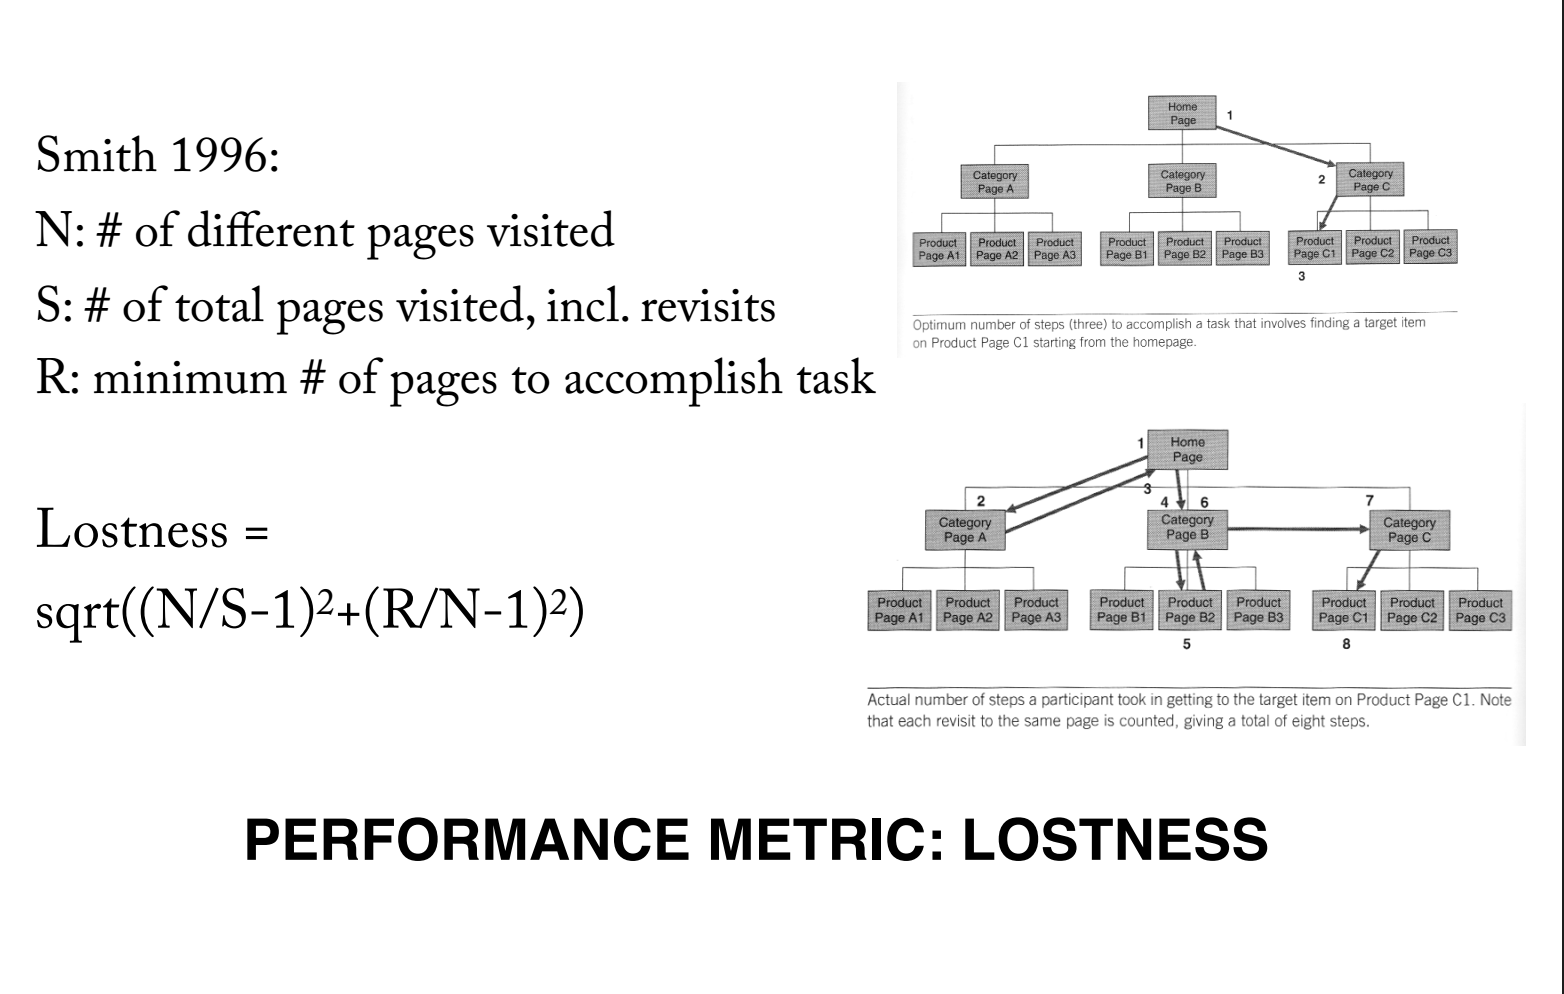 Smith 1996:
N: # of different pages visited
S: # of total pages visited, incl. revisits
R: minimum # of pages to accomplish task
Lostness =
sqrt((N/S-1)²+(R/N-1)²)
Home
Page
1
Category
Page A
Category
Page B
2
Category
Page C
Product
Page A1
Product
Page A2
Product
Page A3
Product
Page B1
Product
Page B2
Product
Page B3
Product
Page C1
Product
Page C2
Product
Page C3
3
Optimum number of steps (three) to accomplish a task that involves finding a target item
on Product Page C1 starting from the homepage.
1
Home
Page
2
3
4
6
7
Category
Page A
Category
Page B
Category
Page C
Product
Page A1
Product
Page A2
Product
Page A3
Product
Page B1
Product
Page B2
Product
Page B3
Product
Page C1
Product
Page C2
Product
Page C3
5
8
Actual number of steps a participant took in getting to the target item on Product Page C1. Note
that each revisit to the same page is counted, giving a total of eight steps.
PERFORMANCE METRIC: LOSTNESS